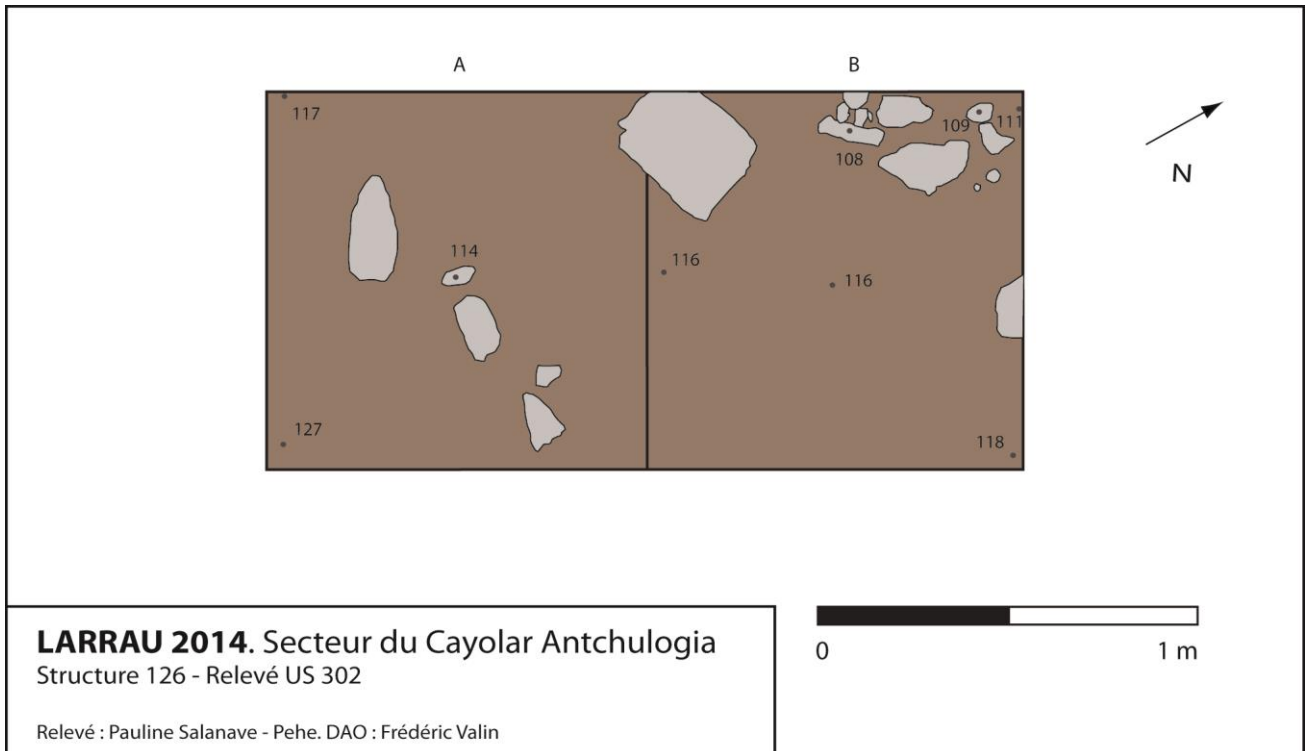 A
B
117
109
111
108
N
114
116
116
127
118
LARRAU 2014. Secteur du Cayolar Antchulogia
Structure 126 - Relevé US 302
Relevé : Pauline Salanave - Pehe. DAO : Frédéric Valin
0
1 m